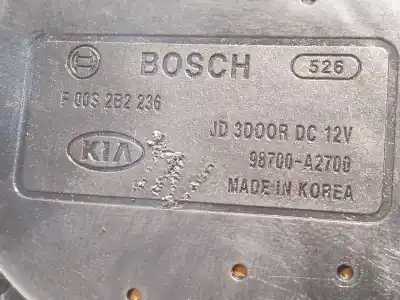 BOSCH 526
F 00S 2B2 236
KIA JD 3DOOR DC 12V
98700-A2700
MADE IN KOREA